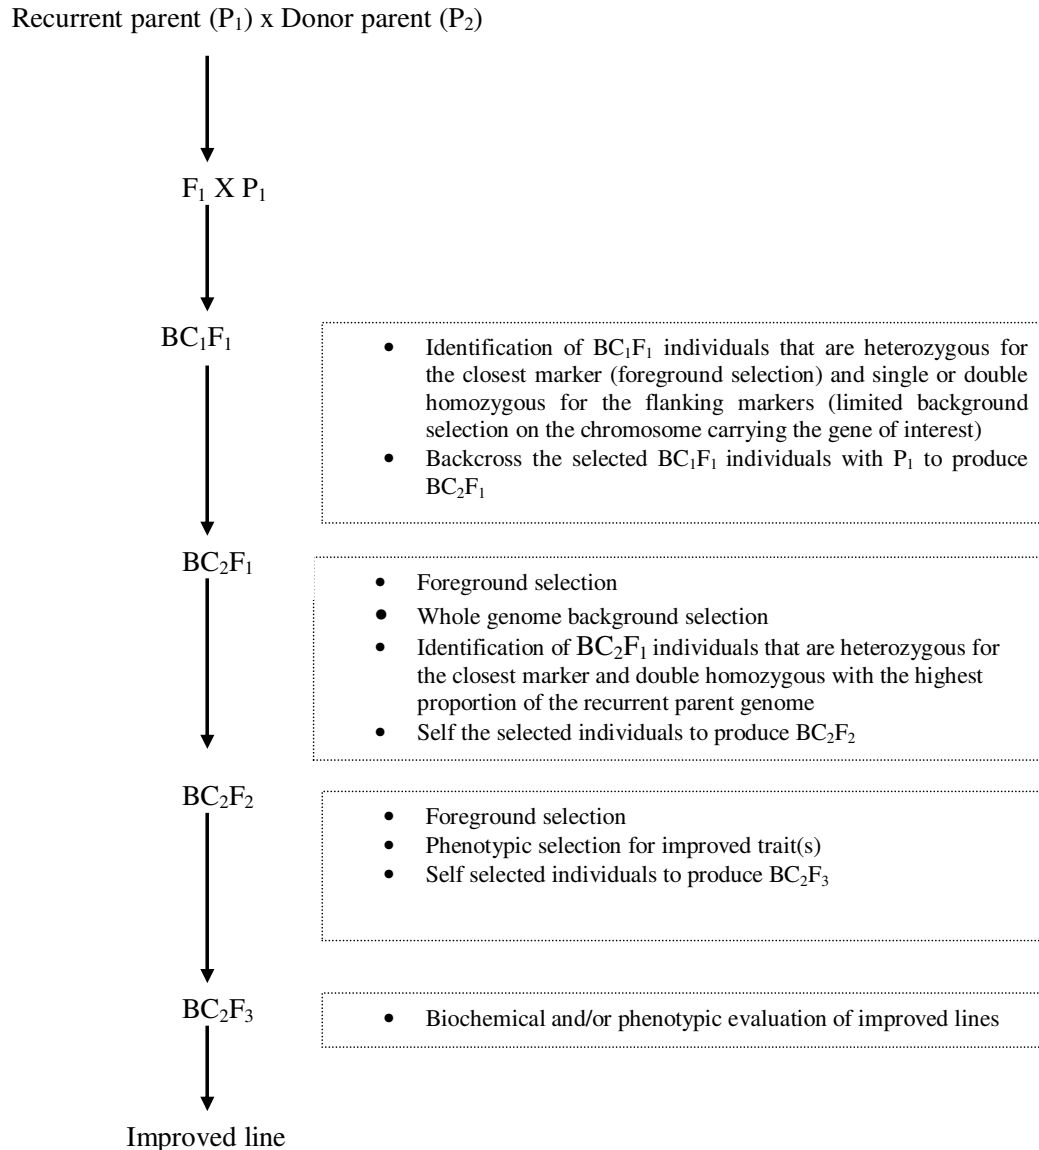 Recurrent parent (P₁) x Donor parent (P₂)
F₁ X P₁
BC₁F₁
• Identification of BC₁F₁ individuals that are heterozygous for
the closest marker (foreground selection) and single or double
homozygous for the flanking markers (limited background
selection on the chromosome carrying the gene of interest)
• Backcross the selected BC₁F₁ individuals with P₁ to produce
BC₂F₁
BC₂F₁
• Foreground selection
• Whole genome background selection
• Identification of BC₂F₁ individuals that are heterozygous for
the closest marker and double homozygous with the highest
proportion of the recurrent parent genome
• Self the selected individuals to produce BC₂F₂
BC₂F₂
• Foreground selection
• Phenotypic selection for improved trait(s)
• Self selected individuals to produce BC₂F₃
BC₂F₃
• Biochemical and/or phenotypic evaluation of improved lines
Improved line